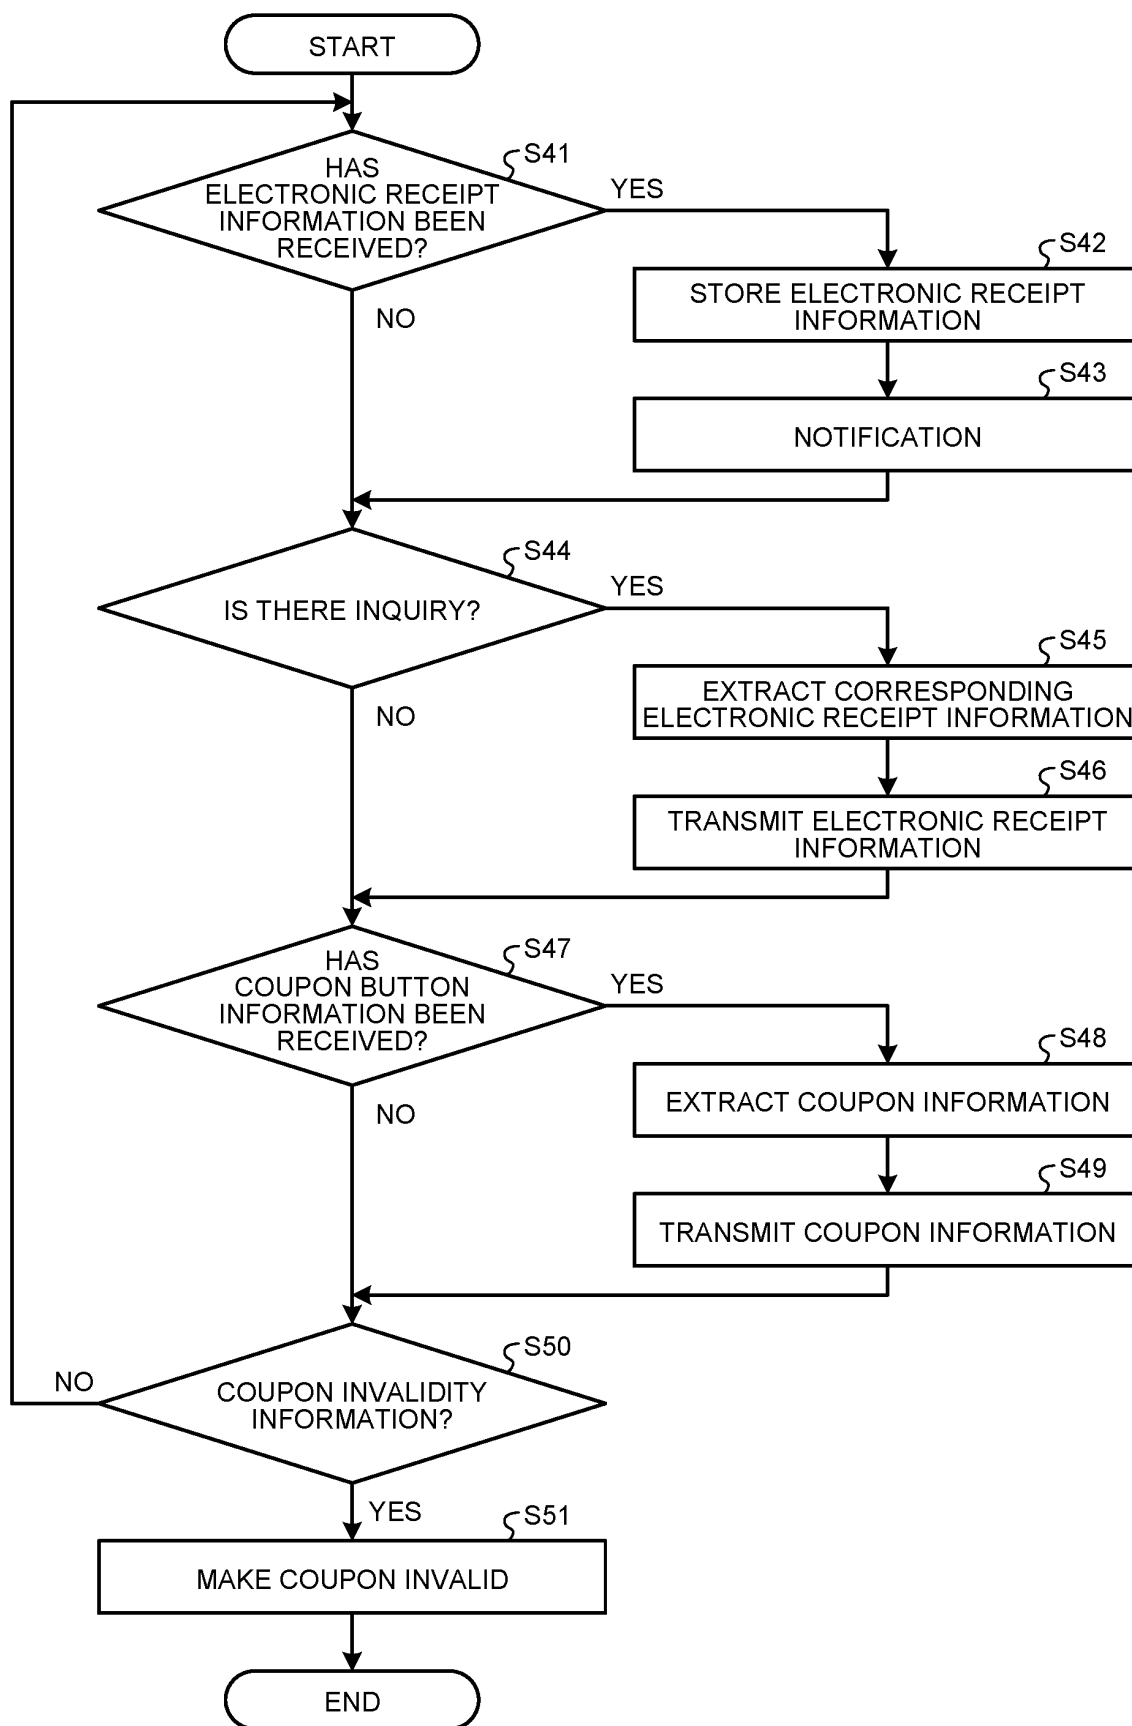 START
S41
HAS
ELECTRONIC RECEIPT
INFORMATION BEEN
RECEIVED?
YES
NO
S42
STORE ELECTRONIC RECEIPT
INFORMATION
S43
NOTIFICATION
S44
IS THERE INQUIRY?
YES
NO
S45
EXTRACT CORRESPONDING
ELECTRONIC RECEIPT INFORMATION
S46
TRANSMIT ELECTRONIC RECEIPT
INFORMATION
S47
HAS
COUPON BUTTON
INFORMATION BEEN
RECEIVED?
YES
NO
S48
EXTRACT COUPON INFORMATION
S49
TRANSMIT COUPON INFORMATION
S50
COUPON INVALIDITY
INFORMATION?
NO
YES
S51
MAKE COUPON INVALID
END